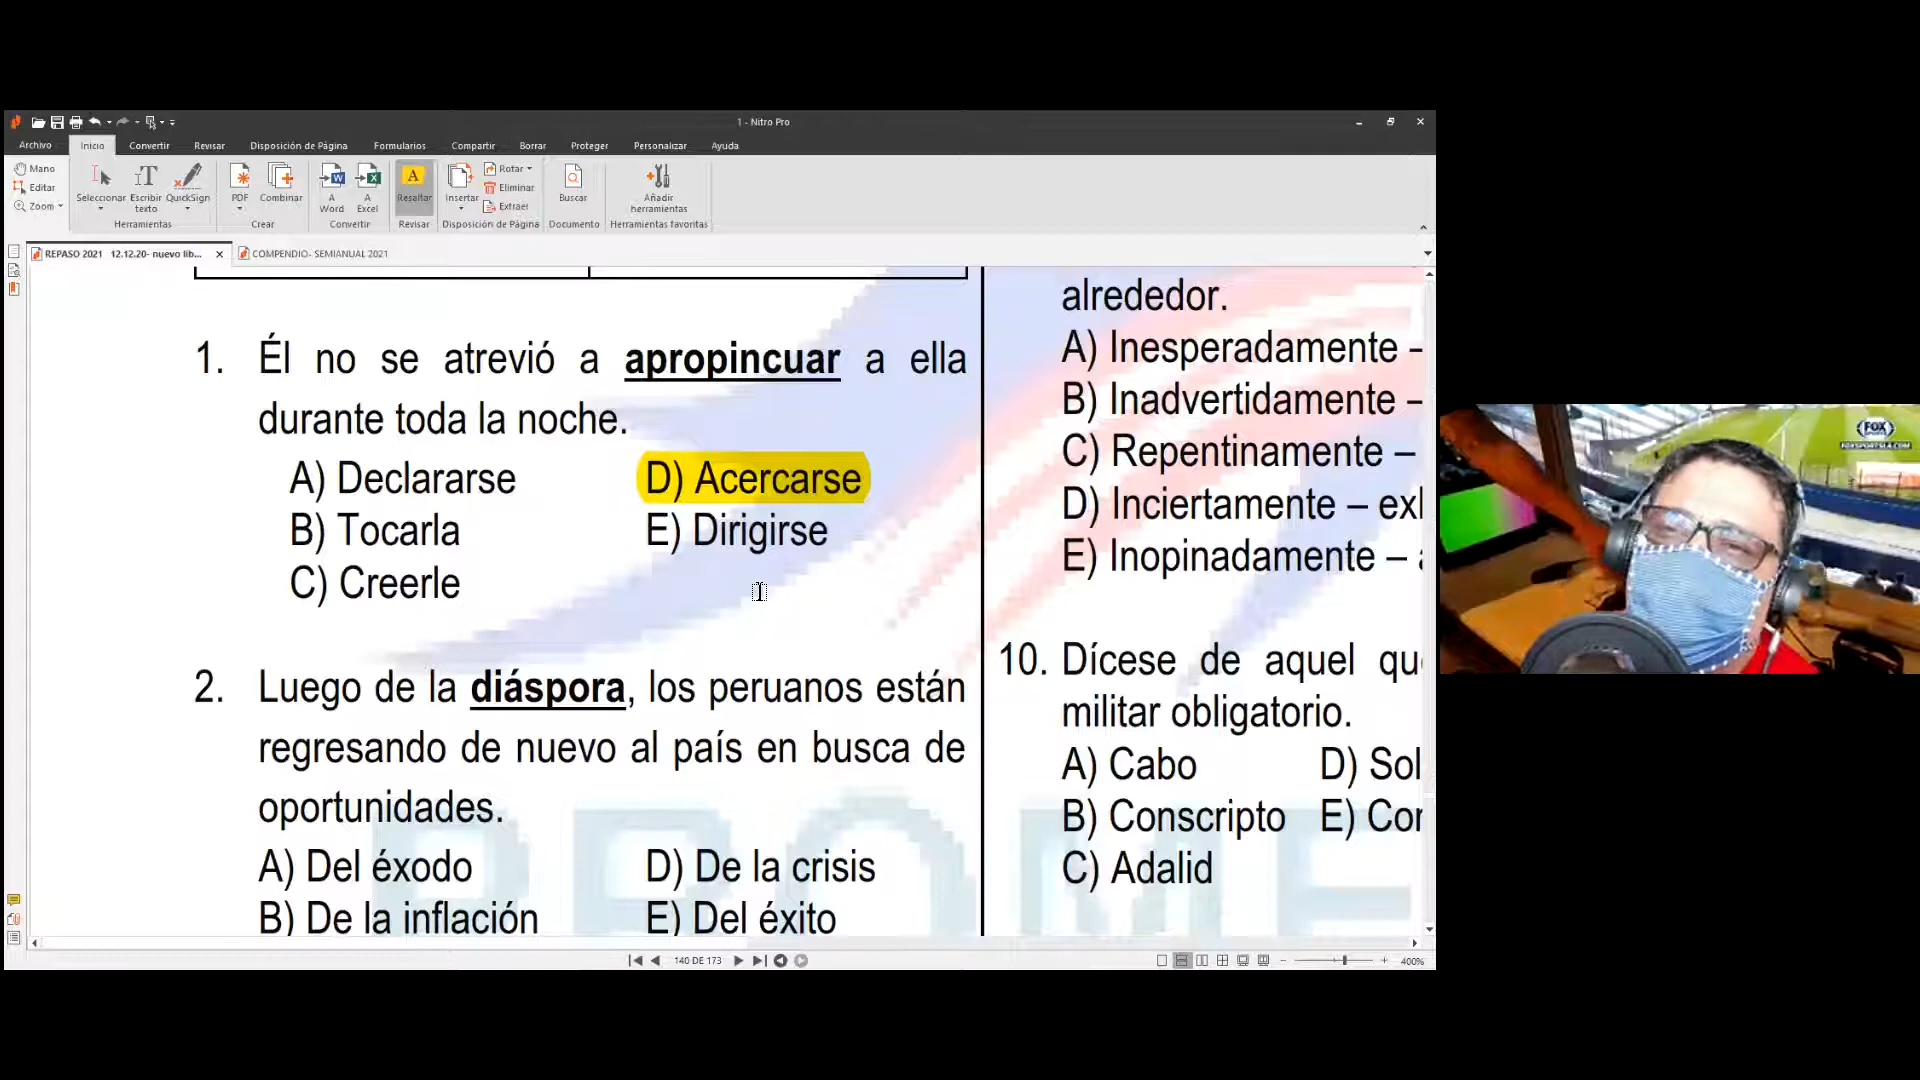 1 - Nitro Pro
Archivo Inicio Convertir Revisar Disposición de Página Formularios Compartir Comentar Borrar Proteger Personalizar Ayuda
Mano
Editar
Zoom
Seleccionar Escribir texto QuickSign
Herramientas
PDF Combinar
Crear
A Word A Excel
Convertir
Resaltar
Revisar
Insertar Rotar Eliminar Extraer
Disposición de Página
Buscar
Documento
Añadir herramientas
Herramientas favoritas
REPASO 2021 12.12.20- nuevo lib...
COMPENDIO- SEMIANUAL 2021
1. Él no se atrevió a apropincuar a ella
durante toda la noche.
A) Declararse D) Acercarse
B) Tocarla E) Dirigirse
C) Creerle
2. Luego de la diáspora, los peruanos están
regresando de nuevo al país en busca de
oportunidades.
A) Del éxodo D) De la crisis
B) De la inflación E) Del éxito
alrededor.
A) Inesperadamente –
B) Inadvertidamente –
C) Repentinamente –
D) Inciertamente –
E) Inopinadamente –
10. Dícese de aquel
militar obligatorio.
A) Cabo D)
B) Conscripto E)
C) Adalid
PROME
140 DE 173
400%
FOX
SPORTS
FOXSPORTSLA.COM